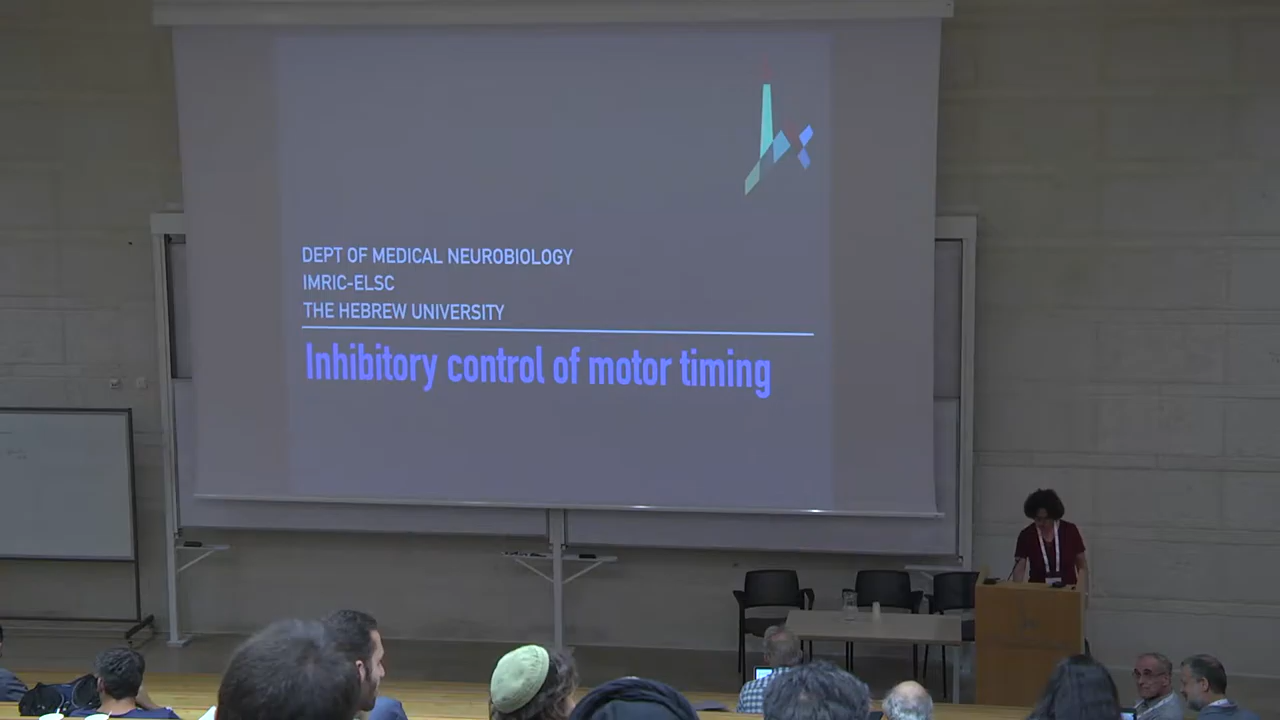 DEPT OF MEDICAL NEUROBIOLOGY
IMRIC-ELSC
THE HEBREW UNIVERSITY
Inhibitory control of motor timing